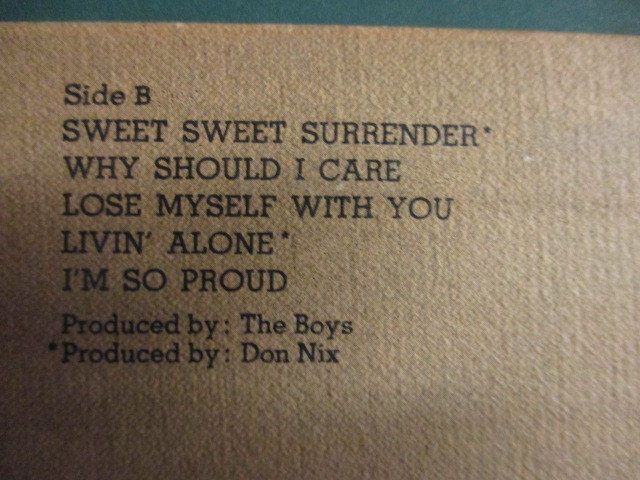 Side B
SWEET SWEET SURRENDER*
WHY SHOULD I CARE
LOSE MYSELF WITH YOU
LIVIN' ALONE*
I'M SO PROUD
Produced by: The Boys
*Produced by: Don Nix